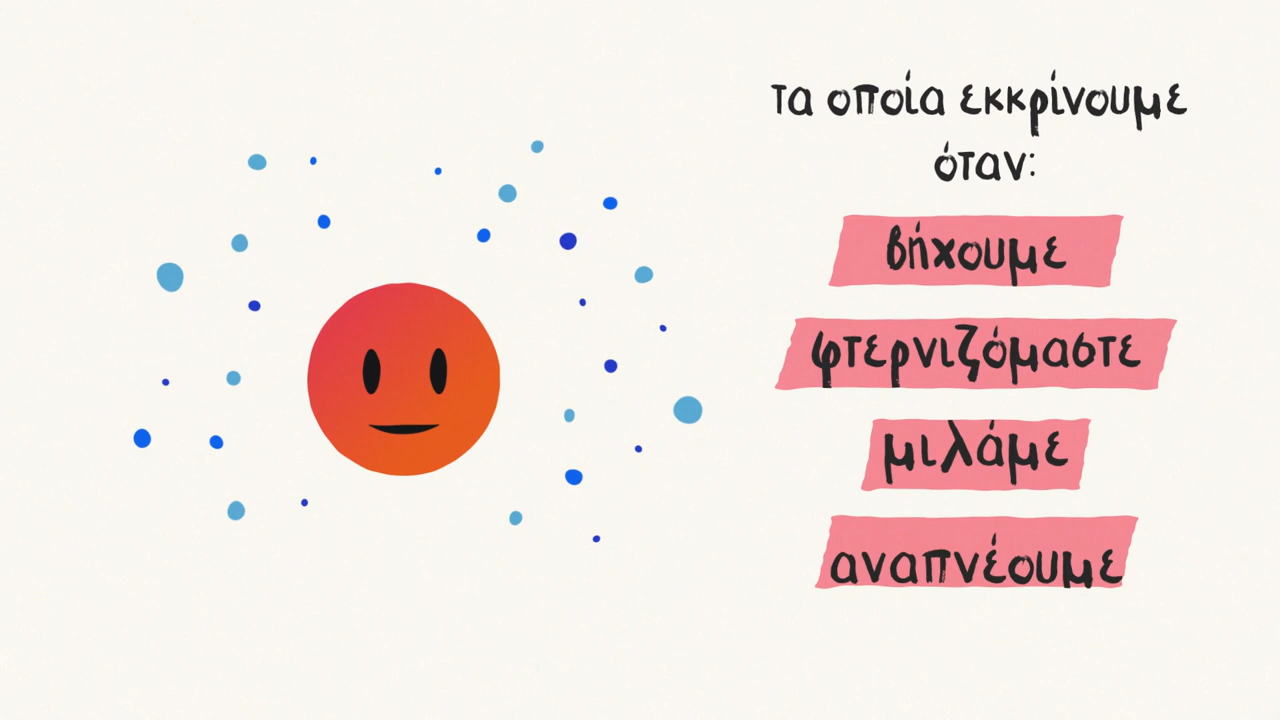 τα οποία εκκρίνουμε
όταν:
βήχουμε
φτερνιζόμαστε
μιλάμε
αναπνέουμε